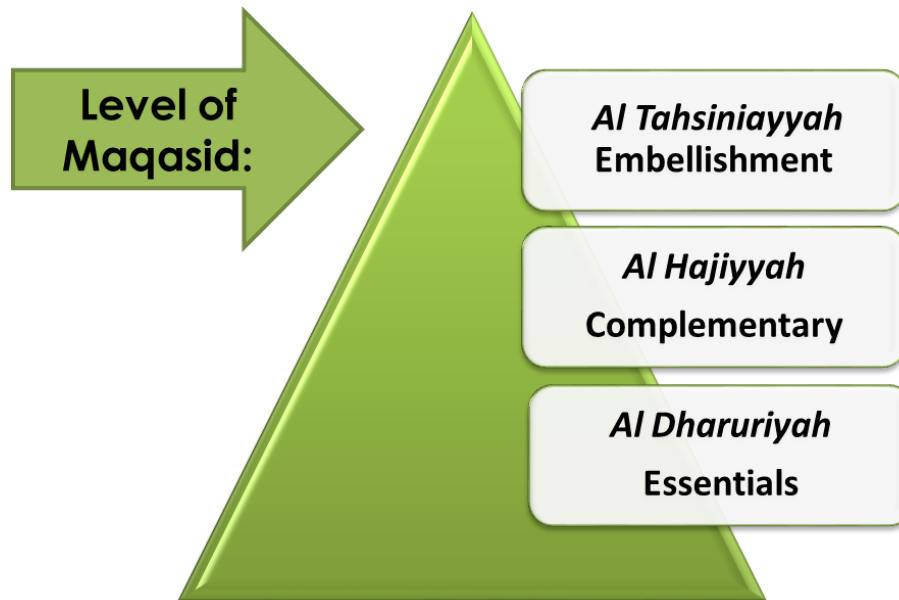 Level of
Maqasid:
Al Tahsiniayyah
Embellishment
Al Hajiyyah
Complementary
Al Dharuriyah
Essentials